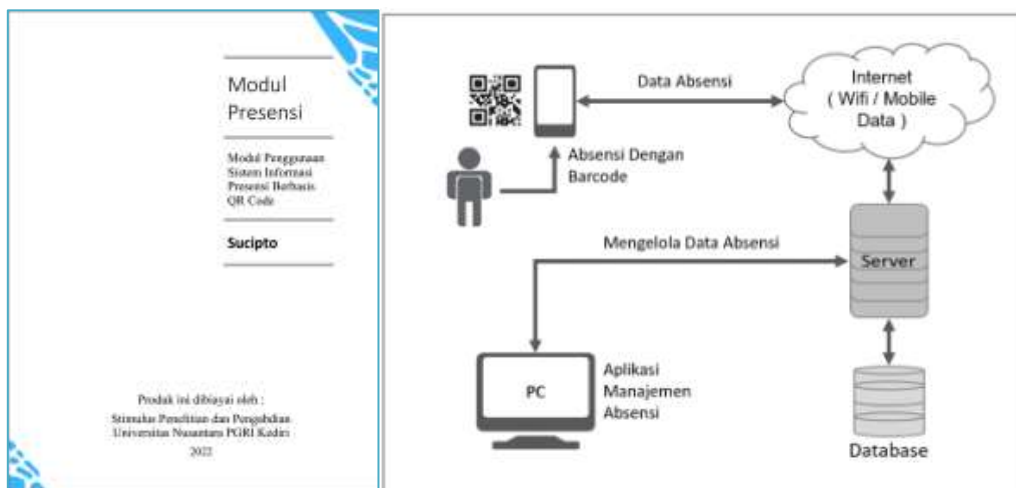 Modul
Presensi
Modul Penggunaan
Sistem Informasi
Presensi Berbasis
QR Code
Sucipto
Produk ini dibiayai oleh :
Stimulus Penelitian dan Pengabdian
Universitas Nusantara PGRI Kediri
2022
Data Absensi
Internet
( Wifi / Mobile
Data )
Absensi Dengan
Barcode
Mengelola Data Absensi
Server
PC
Aplikasi
Manajemen
Absensi
Database